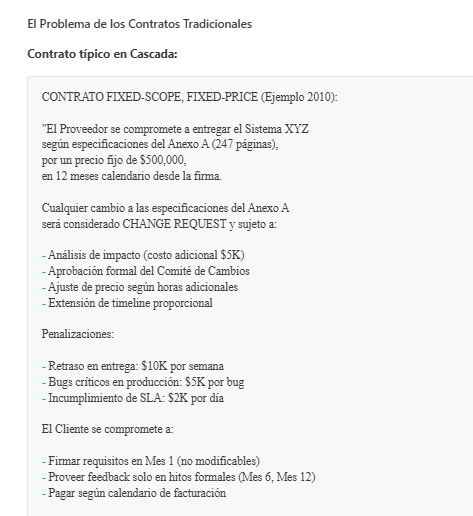 El Problema de los Contratos Tradicionales
Contrato típico en Cascada:
CONTRATO FIXED-SCOPE, FIXED-PRICE (Ejemplo 2010):
"El Proveedor se compromete a entregar el Sistema XYZ
según especificaciones del Anexo A (247 páginas),
por un precio fijo de $500,000,
en 12 meses calendario desde la firma.
Cualquier cambio a las especificaciones del Anexo A
será considerado CHANGE REQUEST y sujeto a:
- Análisis de impacto (costo adicional $5K)
- Aprobación formal del Comité de Cambios
- Ajuste de precio según horas adicionales
- Extensión de timeline proporcional
Penalizaciones:
- Retraso en entrega: $10K por semana
- Bugs críticos en producción: $5K por bug
- Incumplimiento de SLA: $2K por día
El Cliente se compromete a:
- Firmar requisitos en Mes 1 (no modificables)
- Proveer feedback solo en hitos formales (Mes 6, Mes 12)
- Pagar según calendario de facturación